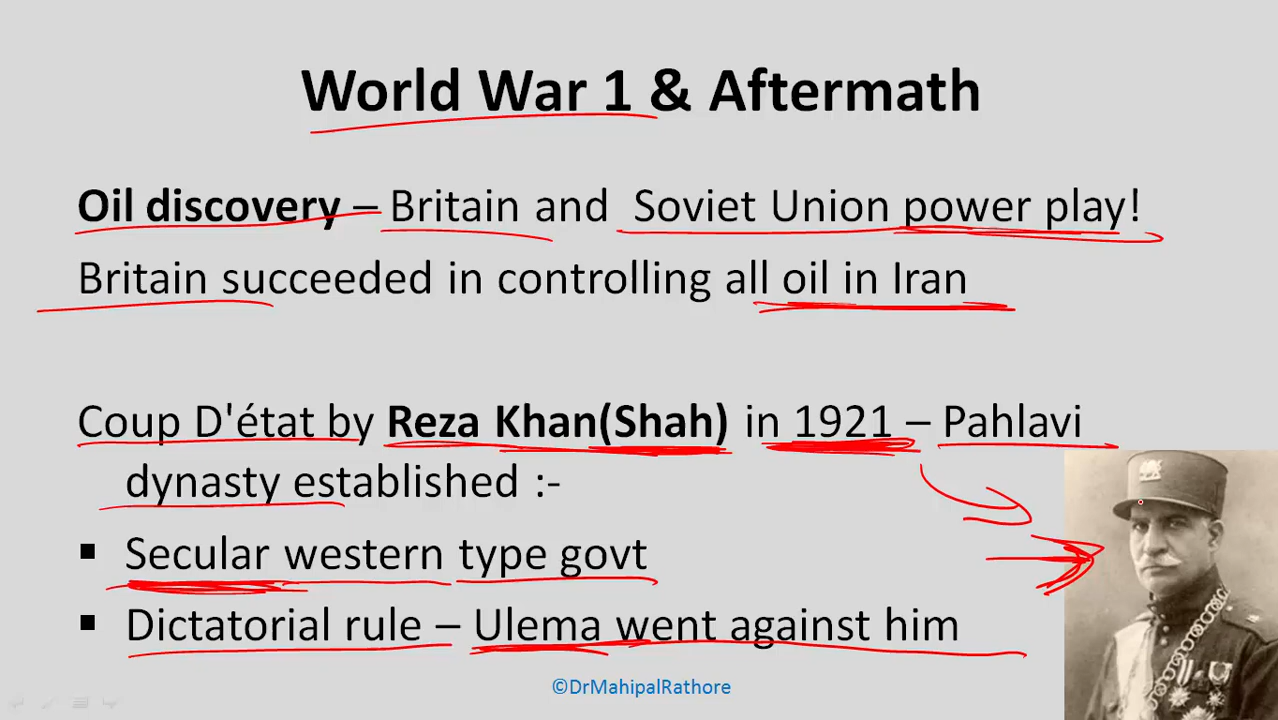 World War 1 & Aftermath
Oil discovery – Britain and Soviet Union power play!
Britain succeeded in controlling all oil in Iran
Coup D'état by Reza Khan(Shah) in 1921 – Pahlavi
dynasty established :-
▪ Secular western type govt
▪ Dictatorial rule – Ulema went against him
©DrMahipalRathore